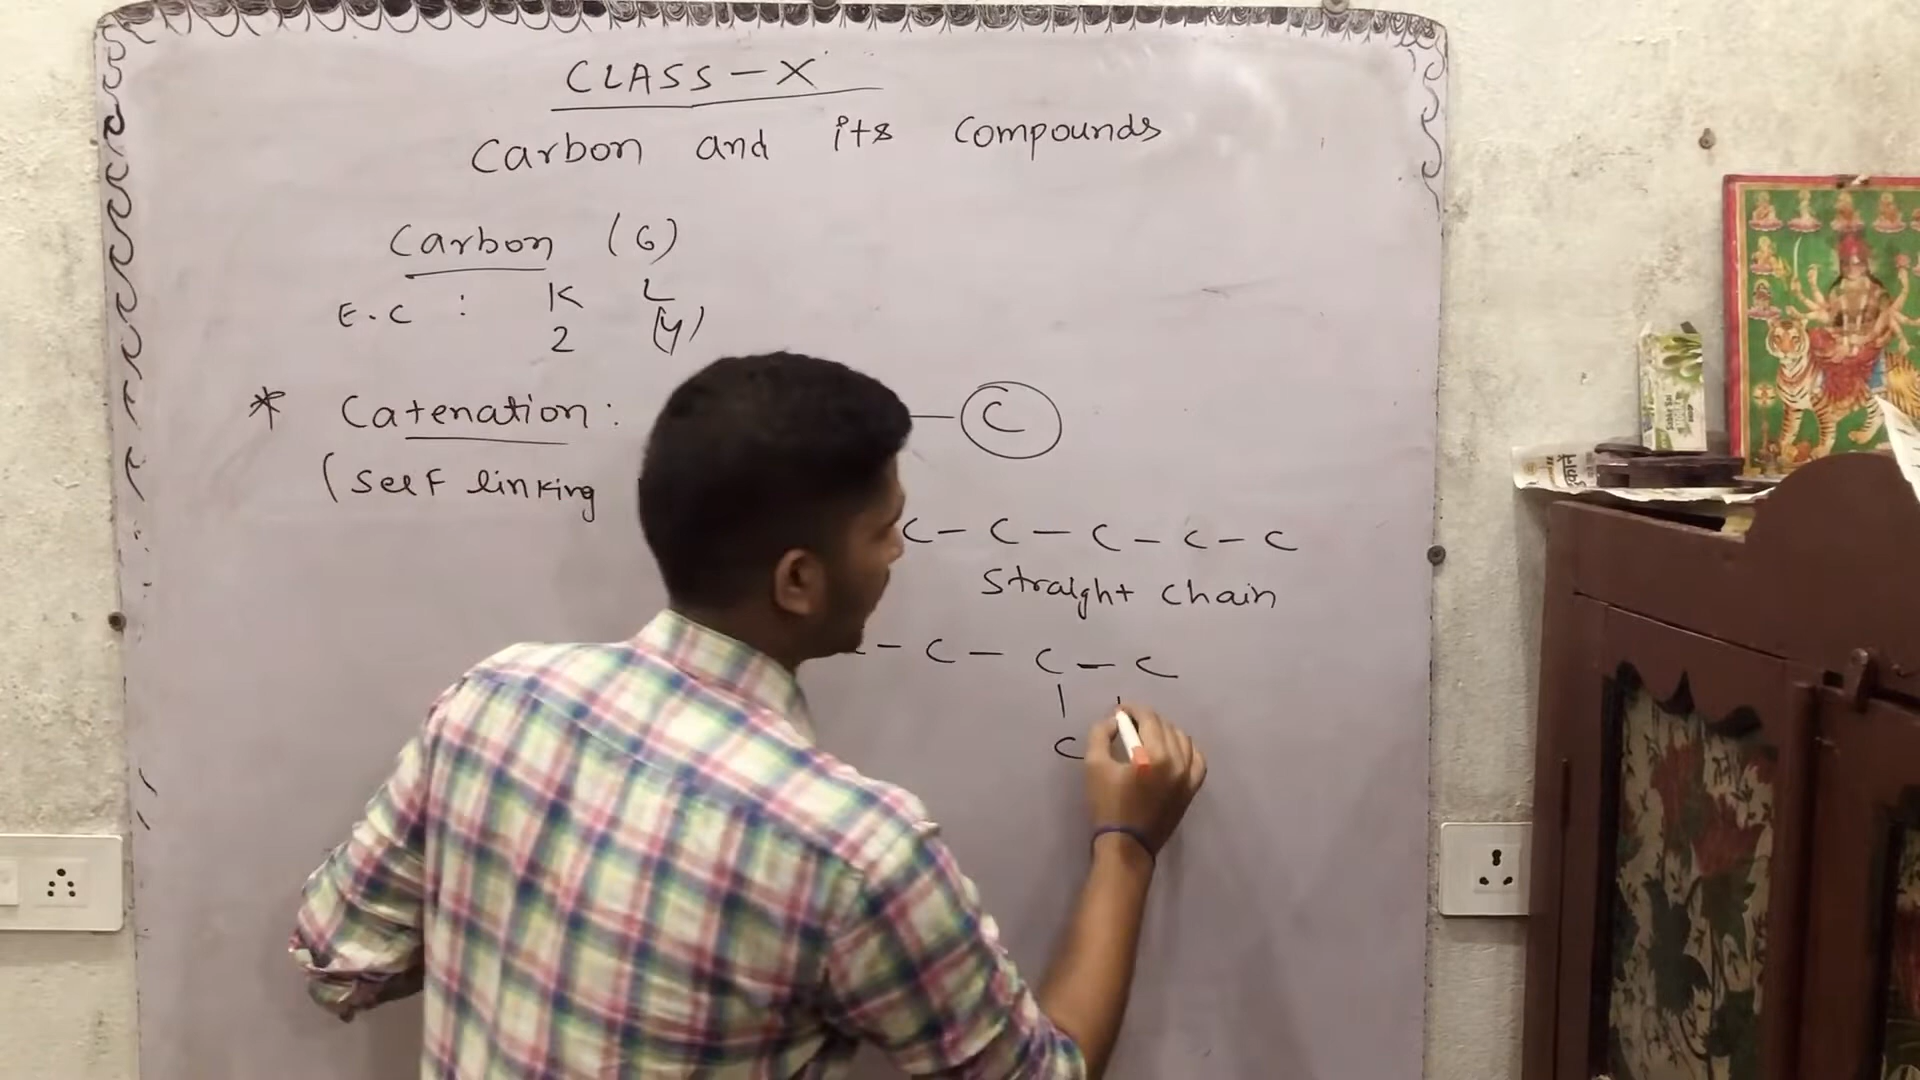 CLASS - X
Carbon and its Compounds
Carbon (6)
E.C : K L
2 (4)
* Catenation : — C
(Self linking
C - C - C - C - C
Straight Chain
- C - C - C
C